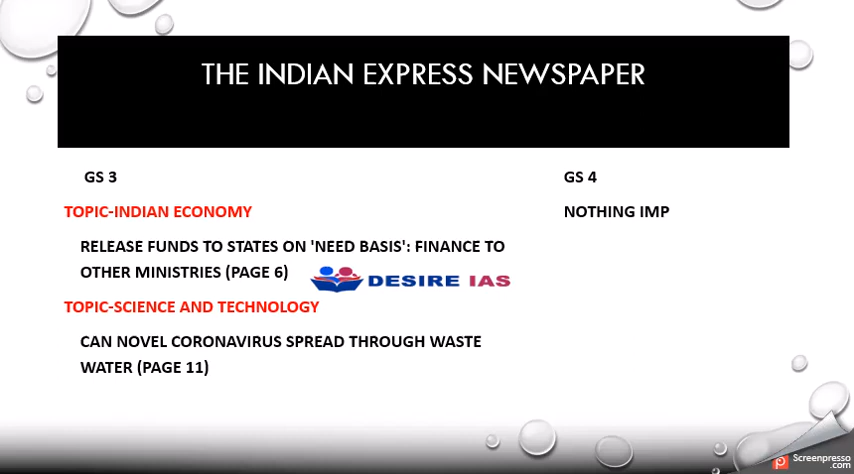 THE INDIAN EXPRESS NEWSPAPER
GS 3
TOPIC-INDIAN ECONOMY
RELEASE FUNDS TO STATES ON 'NEED BASIS': FINANCE TO
OTHER MINISTRIES (PAGE 6)
DESIRE IAS
TOPIC-SCIENCE AND TECHNOLOGY
CAN NOVEL CORONAVIRUS SPREAD THROUGH WASTE
WATER (PAGE 11)
GS 4
NOTHING IMP
Screenpresso
.com